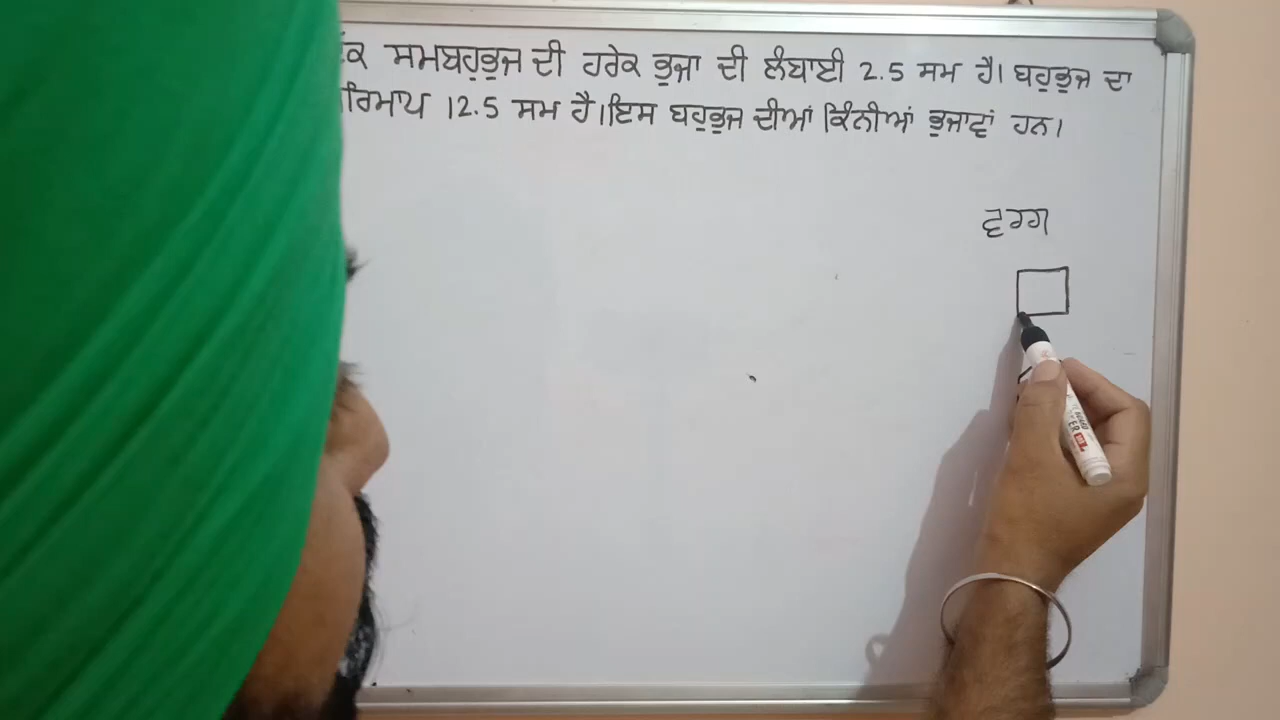 ਸਮਬਹੁਭੁਜ ਦੀ ਹਰੇਕ ਭੁਜਾ ਦੀ ਲੰਬਾਈ 2.5 ਸਮ ਹੈ। ਬਹੁਭੁਜ ਦਾ
12.5 ਸਮ ਹੈ।ਇਸ ਬਹੁਭੁਜ ਦੀਆਂ ਕਿੰਨੀਆਂ ਭੁਜਾਵਾਂ ਹਨ।
ਵਰਗ